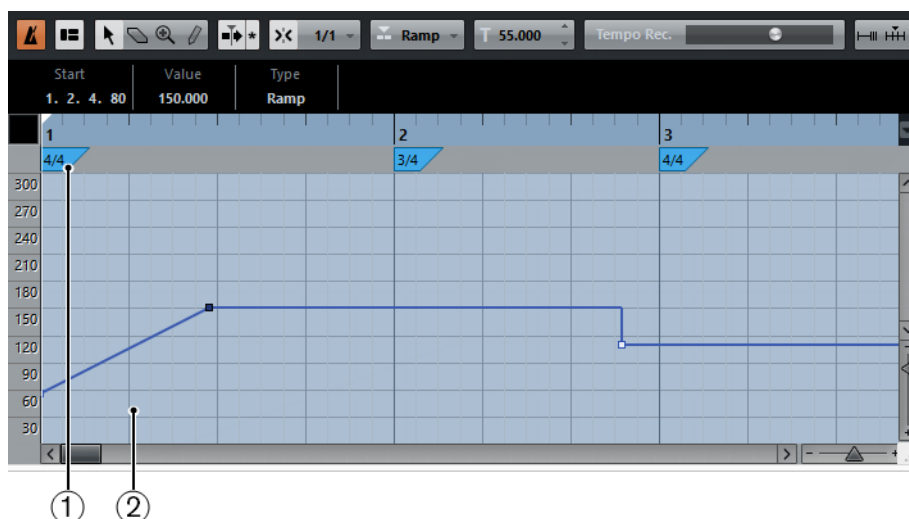 1/1 Ramp T 55.000 Tempo Rec.
Start Value Type
1. 2. 4. 80 150.000 Ramp
1 2 3
4/4 3/4 4/4
300
270
240
210
180
150
120
90
60
30
1 2